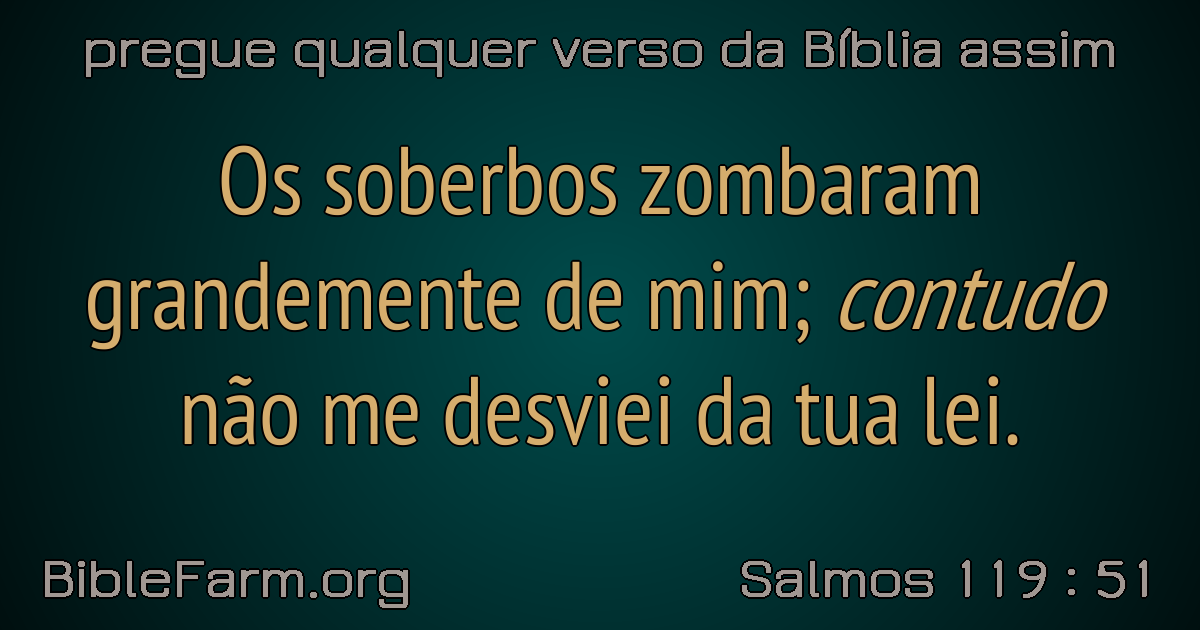 pregue qualquer verso da Bíblia assim
Os soberbos zombaram
grandemente de mim; contudo
não me desviei da tua lei.
BibleFarm.org
Salmos 119 : 51